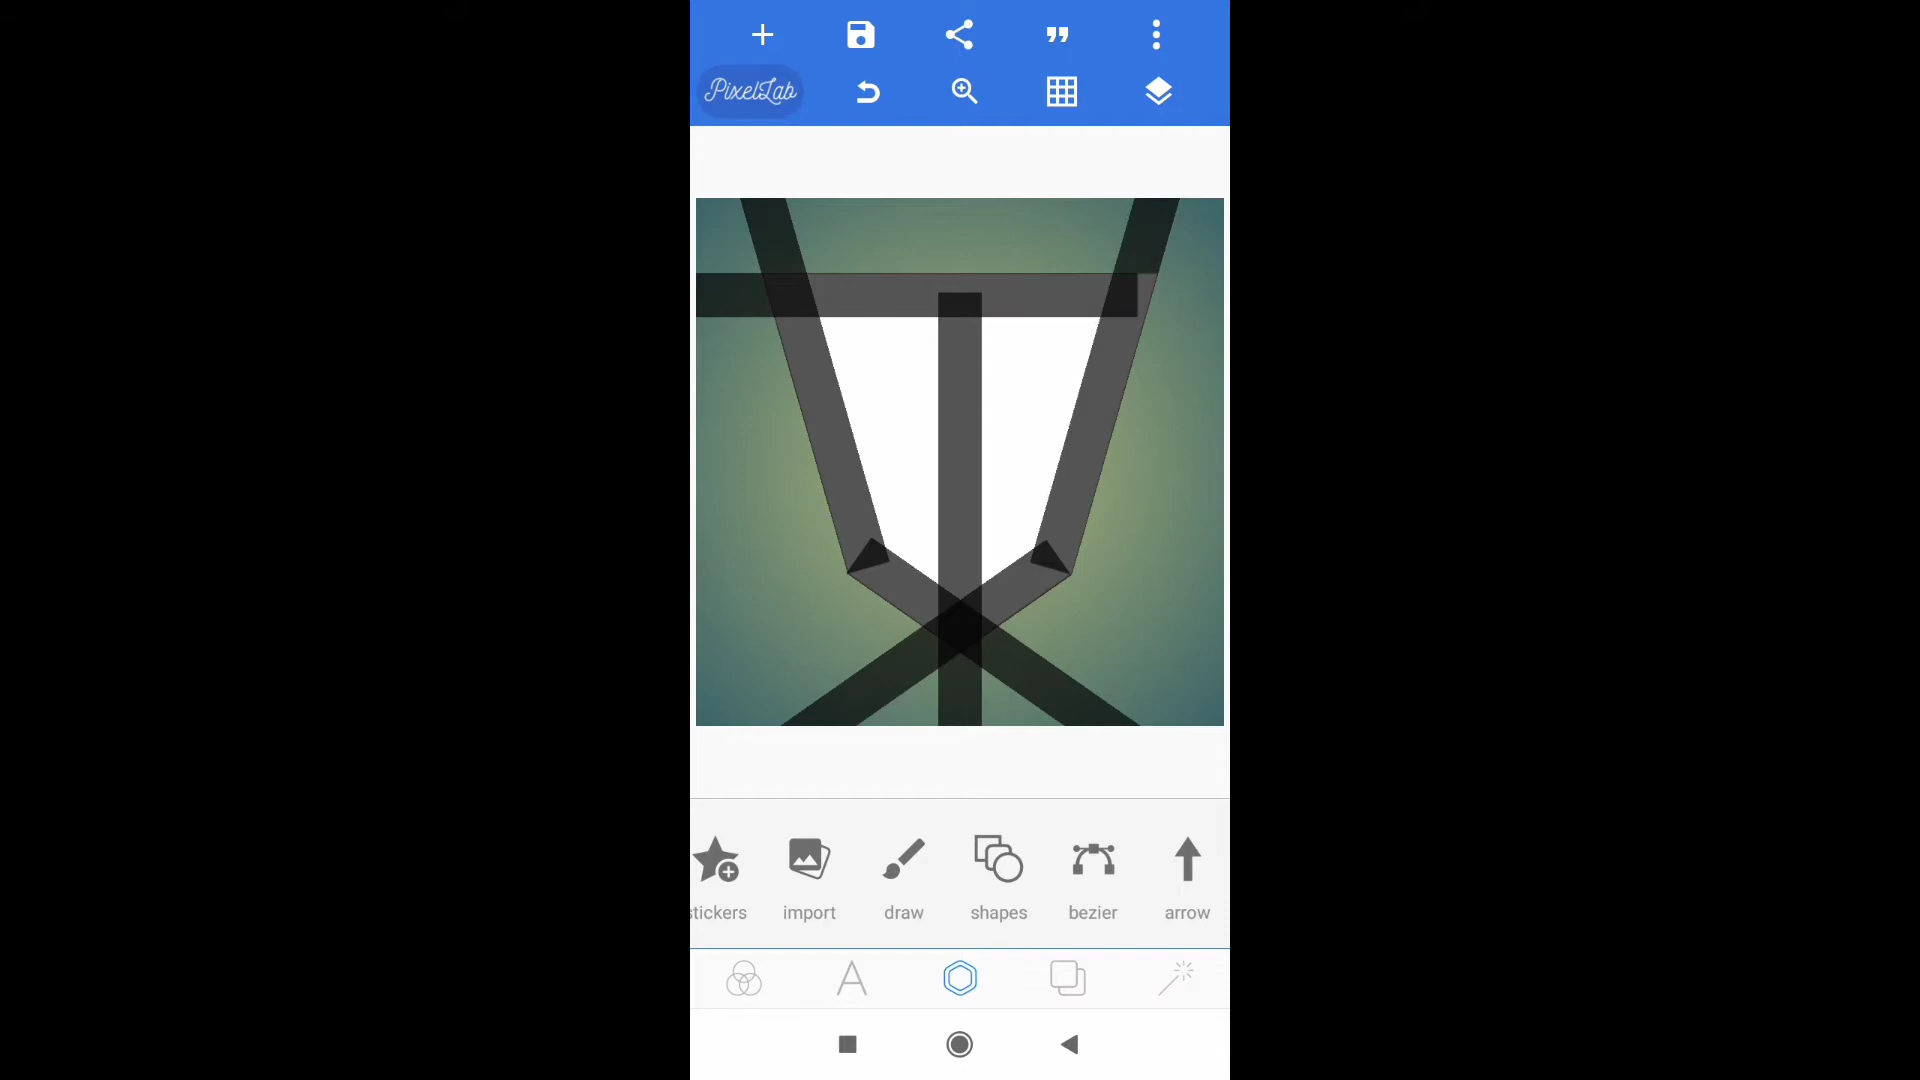 PixelLab
stickers
import
draw
shapes
bezier
arrow